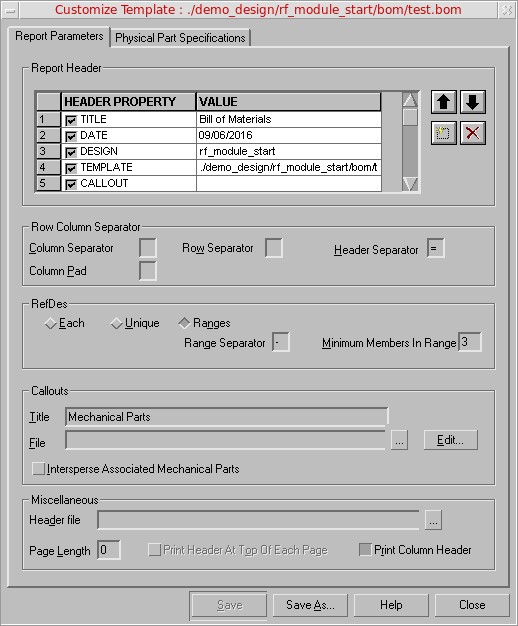 Customize Template : ./demo_design/rf_module_start/bom/test.bom
Report Parameters Physical Part Specifications
Report Header
HEADER PROPERTY VALUE
1 TITLE Bill of Materials
2 DATE 09/06/2016
3 DESIGN rf_module_start
4 TEMPLATE ./demo_design/rf_module_start/bom/t
5 CALLOUT
Row Column Separator
Column Separator Row Separator Header Separator =
Column Pad
RefDes
Each Unique Ranges
Range Separator - Minimum Members In Range 3
Callouts
Title Mechanical Parts
File ... Edit...
Intersperse Associated Mechanical Parts
Miscellaneous
Header file ...
Page Length 0 Print Header At Top Of Each Page Print Column Header
Save Save As... Help Close